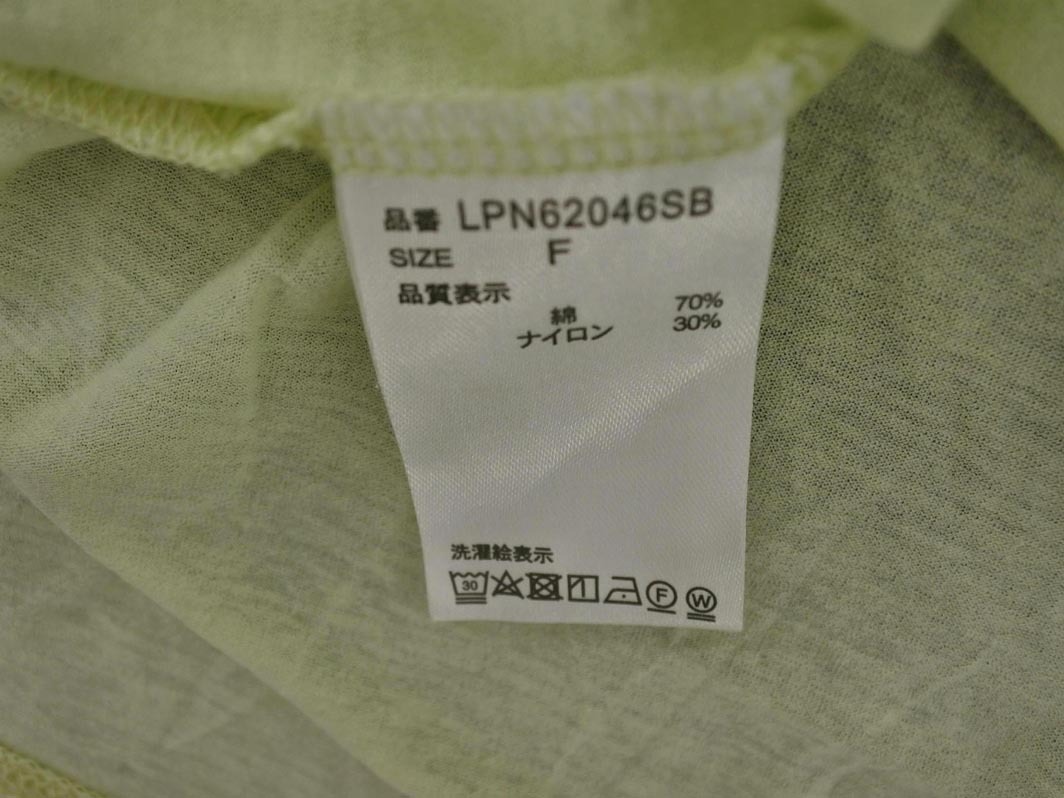 品番 LPN62046SB
SIZE F
品質表示
綿 70%
ナイロン 30%
洗濯絵表示
30 F W